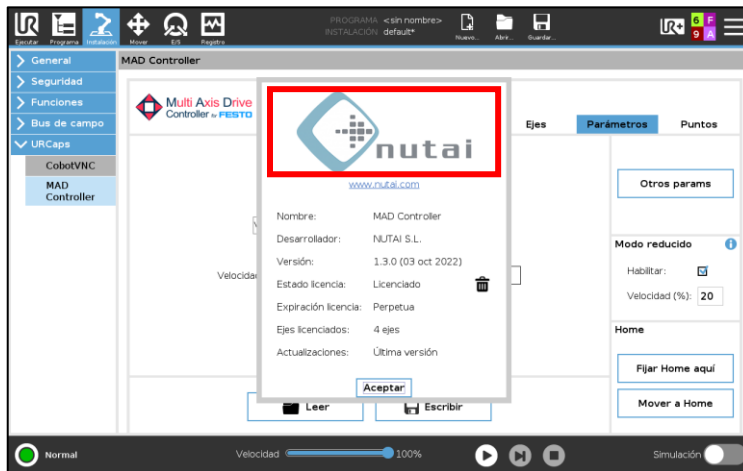 PROGRAMA <sin nombre>
INSTALACIÓN default*
Ejecutar Programa Instalación Mover E/S Registro Nuevo... Abrir... Guardar...
UR+ 6 F 9 A
General
MAD Controller
Seguridad
Funciones
Bus de campo
URCaps
CobotVNC
MAD Controller
Multi Axis Drive
Controller by FESTO
Ejes Parámetros Puntos
nutai
www.nutai.com
Nombre: MAD Controller
Desarrollador: NUTAI S.L.
Versión: 1.3.0 (03 oct 2022)
Estado licencia: Licenciado
Expiración licencia: Perpetua
Ejes licenciados: 4 ejes
Actualizaciones: Última versión
Aceptar
Leer Escribir
Otros params
Modo reducido
Habilitar:
Velocidad (%): 20
Home
Fijar Home aquí
Mover a Home
Normal
Velocidad 100%
Simulación